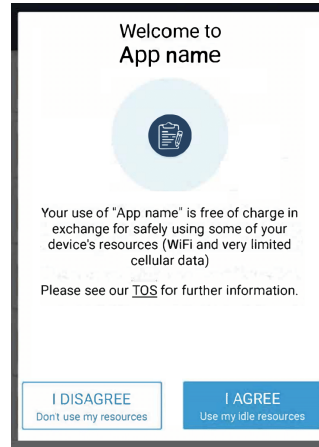 Welcome to
App name
Your use of "App name" is free of charge in
exchange for safely using some of your
device's resources (WiFi and very limited
cellular data)
Please see our TOS for further information.
I DISAGREE
Don't use my resources
I AGREE
Use my idle resources